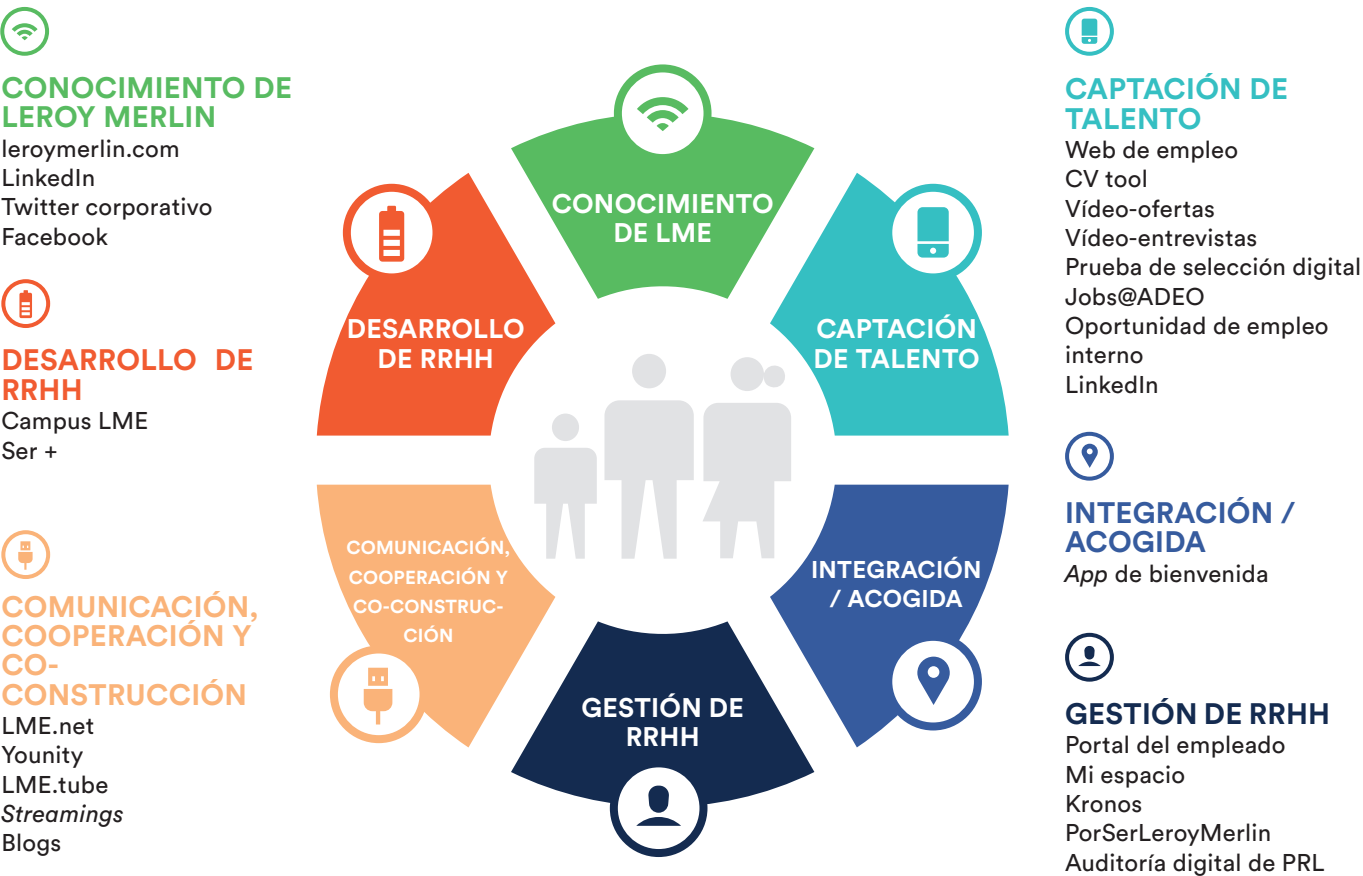 CONOCIMIENTO DE
LEROY MERLIN
leroymerlin.com
LinkedIn
Twitter corporativo
Facebook
DESARROLLO DE
RRHH
Campus LME
Ser +
COMUNICACIÓN,
COOPERACIÓN Y
CO-
CONSTRUCCIÓN
LME.net
Younity
LME.tube
Streamings
Blogs
CONOCIMIENTO
DE LME
DESARROLLO
DE RRHH
CAPTACIÓN
DE TALENTO
COMUNICACIÓN,
COOPERACIÓN Y
CO-CONSTRUC-
CIÓN
INTEGRACIÓN
/ ACOGIDA
GESTIÓN DE
RRHH
CAPTACIÓN DE
TALENTO
Web de empleo
CV tool
Vídeo-ofertas
Vídeo-entrevistas
Prueba de selección digital
Jobs@ADEO
Oportunidad de empleo
interno
LinkedIn
INTEGRACIÓN /
ACOGIDA
App de bienvenida
GESTIÓN DE RRHH
Portal del empleado
Mi espacio
Kronos
PorSerLeroyMerlin
Auditoría digital de PRL